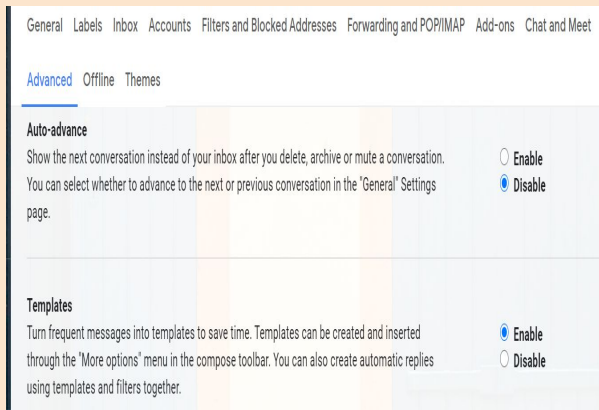 General Labels Inbox Accounts Filters and Blocked Addresses Forwarding and POP/IMAP Add-ons Chat and Meet
Advanced Offline Themes
Auto-advance
Show the next conversation instead of your inbox after you delete, archive or mute a conversation.
Enable
You can select whether to advance to the next or previous conversation in the "General" Settings
Disable
page.
Templates
Turn frequent messages into templates to save time. Templates can be created and inserted
Enable
through the "More options" menu in the compose toolbar. You can also create automatic replies
Disable
using templates and filters together.